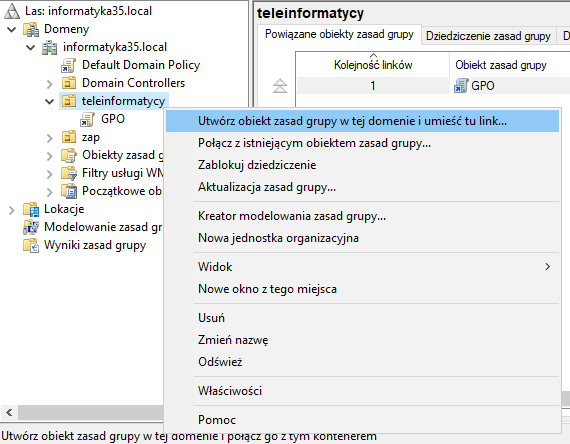 Las: informatyka35.local
Domeny
informatyka35.local
Default Domain Policy
Domain Controllers
teleinformatycy
GPO
zap
Obiekty zasad g
Filtry usługi WM
Początkowe ob
Lokacje
Modelowanie zasad gr
Wyniki zasad grupy
teleinformatycy
Powiązane obiekty zasad grupy
Dziedziczenie zasad grupy
D
Kolejność linków
Obiekt zasad grupy
1
GPO
Utwórz obiekt zasad grupy w tej domenie i umieść tu link...
Połącz z istniejącym obiektem zasad grupy...
Zablokuj dziedziczenie
Aktualizacja zasad grupy...
Kreator modelowania zasad grupy...
Nowa jednostka organizacyjna
Widok
Nowe okno z tego miejsca
Usuń
Zmień nazwę
Odśwież
Właściwości
Pomoc
Utwórz obiekt zasad grupy w tej domenie i połącz go z tym kontenerem